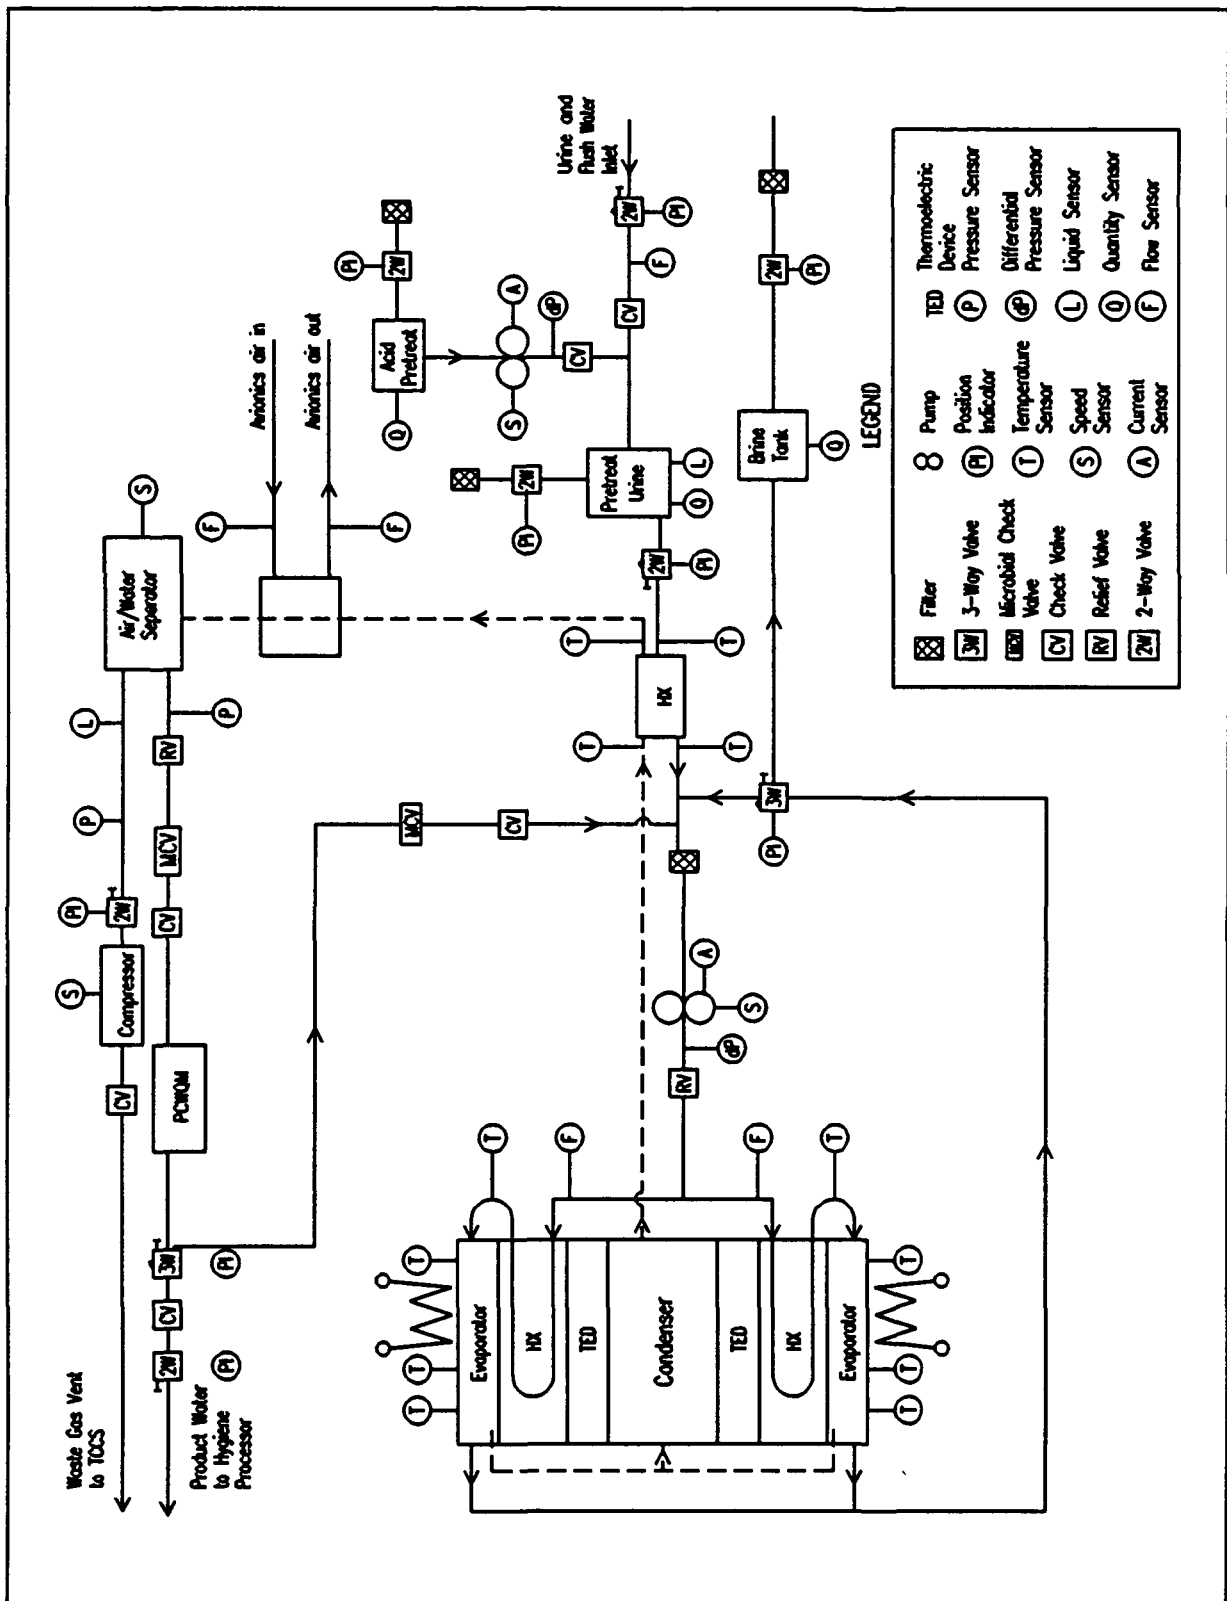 Waste Gas Vent
to TCCS
CV
S
Compressor
PI
2W
P
L
Air/Water
Separator
S
Product Water
to Hygiene
Processor
2W
PI
CV
3W
PI
PCWQM
CV
MCV
RV
P
F
F
Avionics air in
Avionics air out
MCV
CV
Q
Acid
Pretreat
PI
2W
S
A
dP
CV
PI
2W
Pretreat
Urine
Q
L
CV
F
2W
PI
Urine and
Flush Water
Inlet
2W
PI
T
T
HX
T
T
T
T
T
Evaporator
HX
TED
Condenser
TED
HX
Evaporator
T
T
T
T
F
F
T
RV
dP
A
S
PI
3W
Brine
Tank
Q
2W
PI
LEGEND
Filter
3W 3-Way Valve
MCV Microbial Check
Valve
CV Check Valve
RV Relief Valve
2W 2-Way Valve
Pump
PI Position
Indicator
T Temperature
Sensor
S Speed
Sensor
A Current
Sensor
TED Thermoelectric
Device
P Pressure Sensor
dP Differential
Pressure Sensor
L Liquid Sensor
Q Quantity Sensor
F Flow Sensor